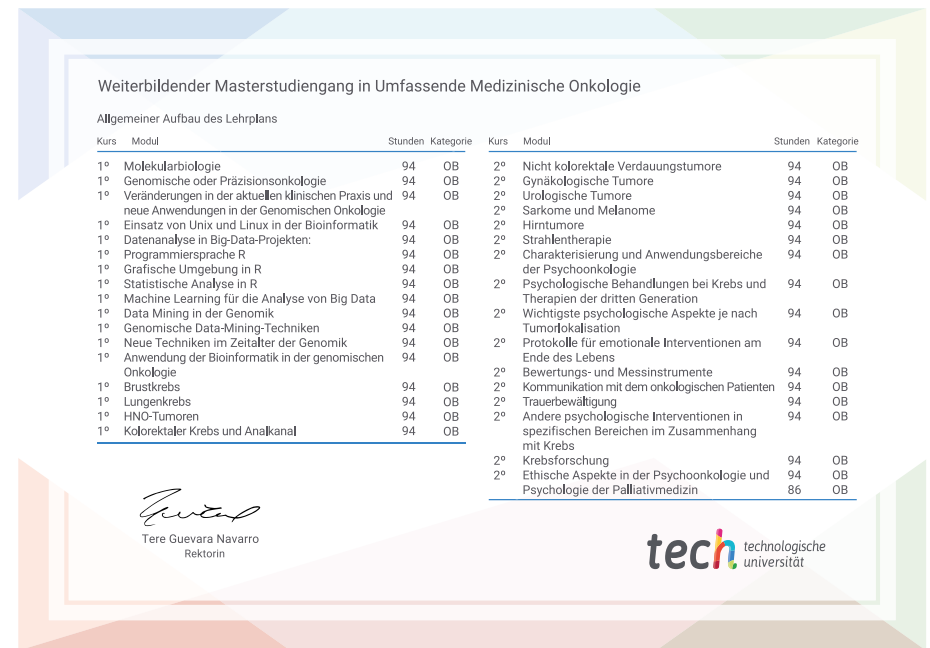 Weiterbildender Masterstudiengang in Umfassende Medizinische Onkologie
Allgemeiner Aufbau des Lehrplans
Kurs Modul Stunden Kategorie
1º Molekularbiologie 94 OB
1º Genomische oder Präzisionsonkologie 94 OB
1º Veränderungen in der aktuellen klinischen Praxis und 94 OB
neue Anwendungen in der Genomischen Onkologie
1º Einsatz von Unix und Linux in der Bioinformatik 94 OB
1º Datenanalyse in Big-Data-Projekten: 94 OB
1º Programmiersprache R 94 OB
1º Grafische Umgebung in R 94 OB
1º Statistische Analyse in R 94 OB
1º Machine Learning für die Analyse von Big Data 94 OB
1º Data Mining in der Genomik 94 OB
1º Genomische Data-Mining-Techniken 94 OB
1º Neue Techniken im Zeitalter der Genomik 94 OB
1º Anwendung der Bioinformatik in der genomischen 94 OB
Onkologie
1º Brustkrebs 94 OB
1º Lungenkrebs 94 OB
1º HNO-Tumoren 94 OB
1º Kolorektaler Krebs und Analkanal 94 OB
Kurs Modul Stunden Kategorie
2º Nicht kolorektale Verdauungstumore 94 OB
2º Gynäkologische Tumore 94 OB
2º Urologische Tumore 94 OB
2º Sarkome und Melanome 94 OB
2º Hirntumore 94 OB
2º Strahlentherapie 94 OB
2º Charakterisierung und Anwendungsbereiche 94 OB
der Psychoonkologie
2º Psychologische Behandlungen bei Krebs und 94 OB
Therapien der dritten Generation
2º Wichtigste psychologische Aspekte je nach 94 OB
Tumorlokalisation
2º Protokolle für emotionale Interventionen am 94 OB
Ende des Lebens
2º Bewertungs- und Messinstrumente 94 OB
2º Kommunikation mit dem onkologischen Patienten 94 OB
2º Trauerbewältigung 94 OB
2º Andere psychologische Interventionen in 94 OB
spezifischen Bereichen im Zusammenhang
mit Krebs
2º Krebsforschung 94 OB
2º Ethische Aspekte in der Psychoonkologie und 94 OB
Psychologie der Palliativmedizin 86 OB
Tere Guevara Navarro
Rektorin
tech technologische
universität